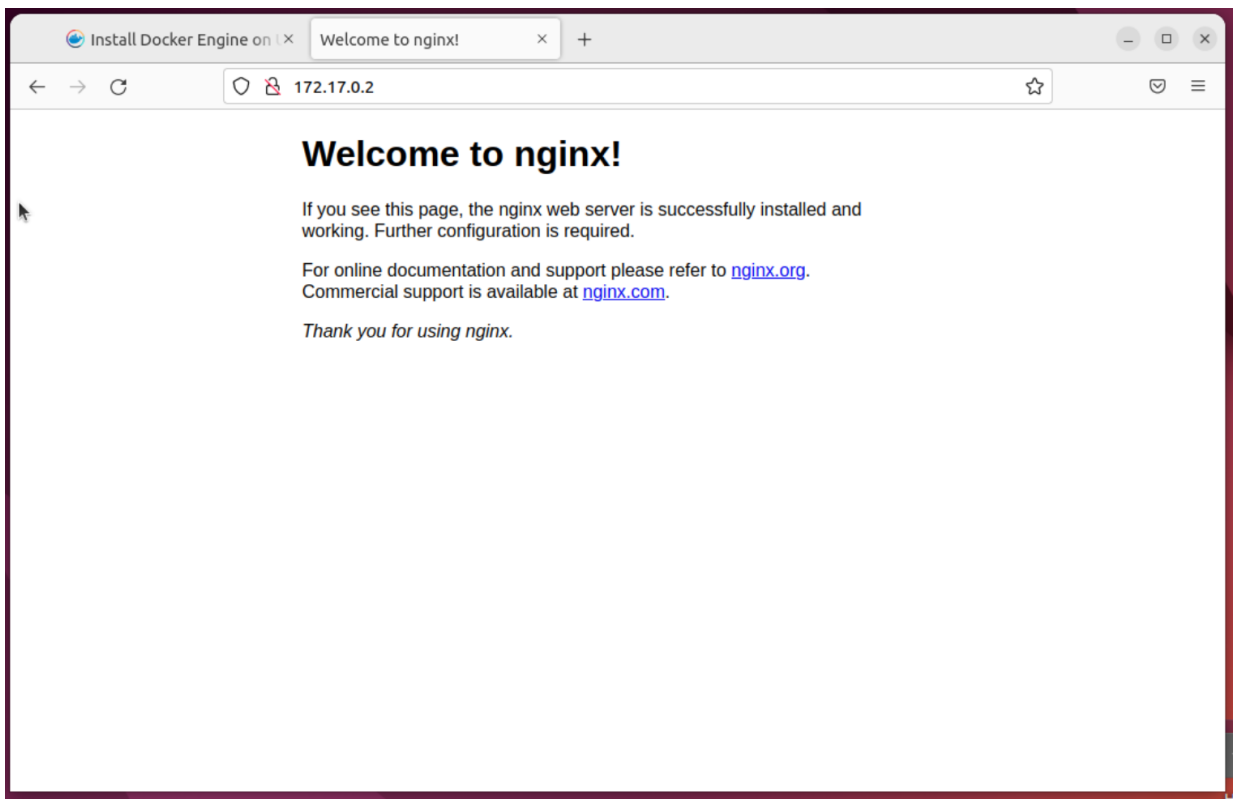 Install Docker Engine on U
Welcome to nginx!
172.17.0.2
Welcome to nginx!
If you see this page, the nginx web server is successfully installed and
working. Further configuration is required.
For online documentation and support please refer to nginx.org.
Commercial support is available at nginx.com.
Thank you for using nginx.